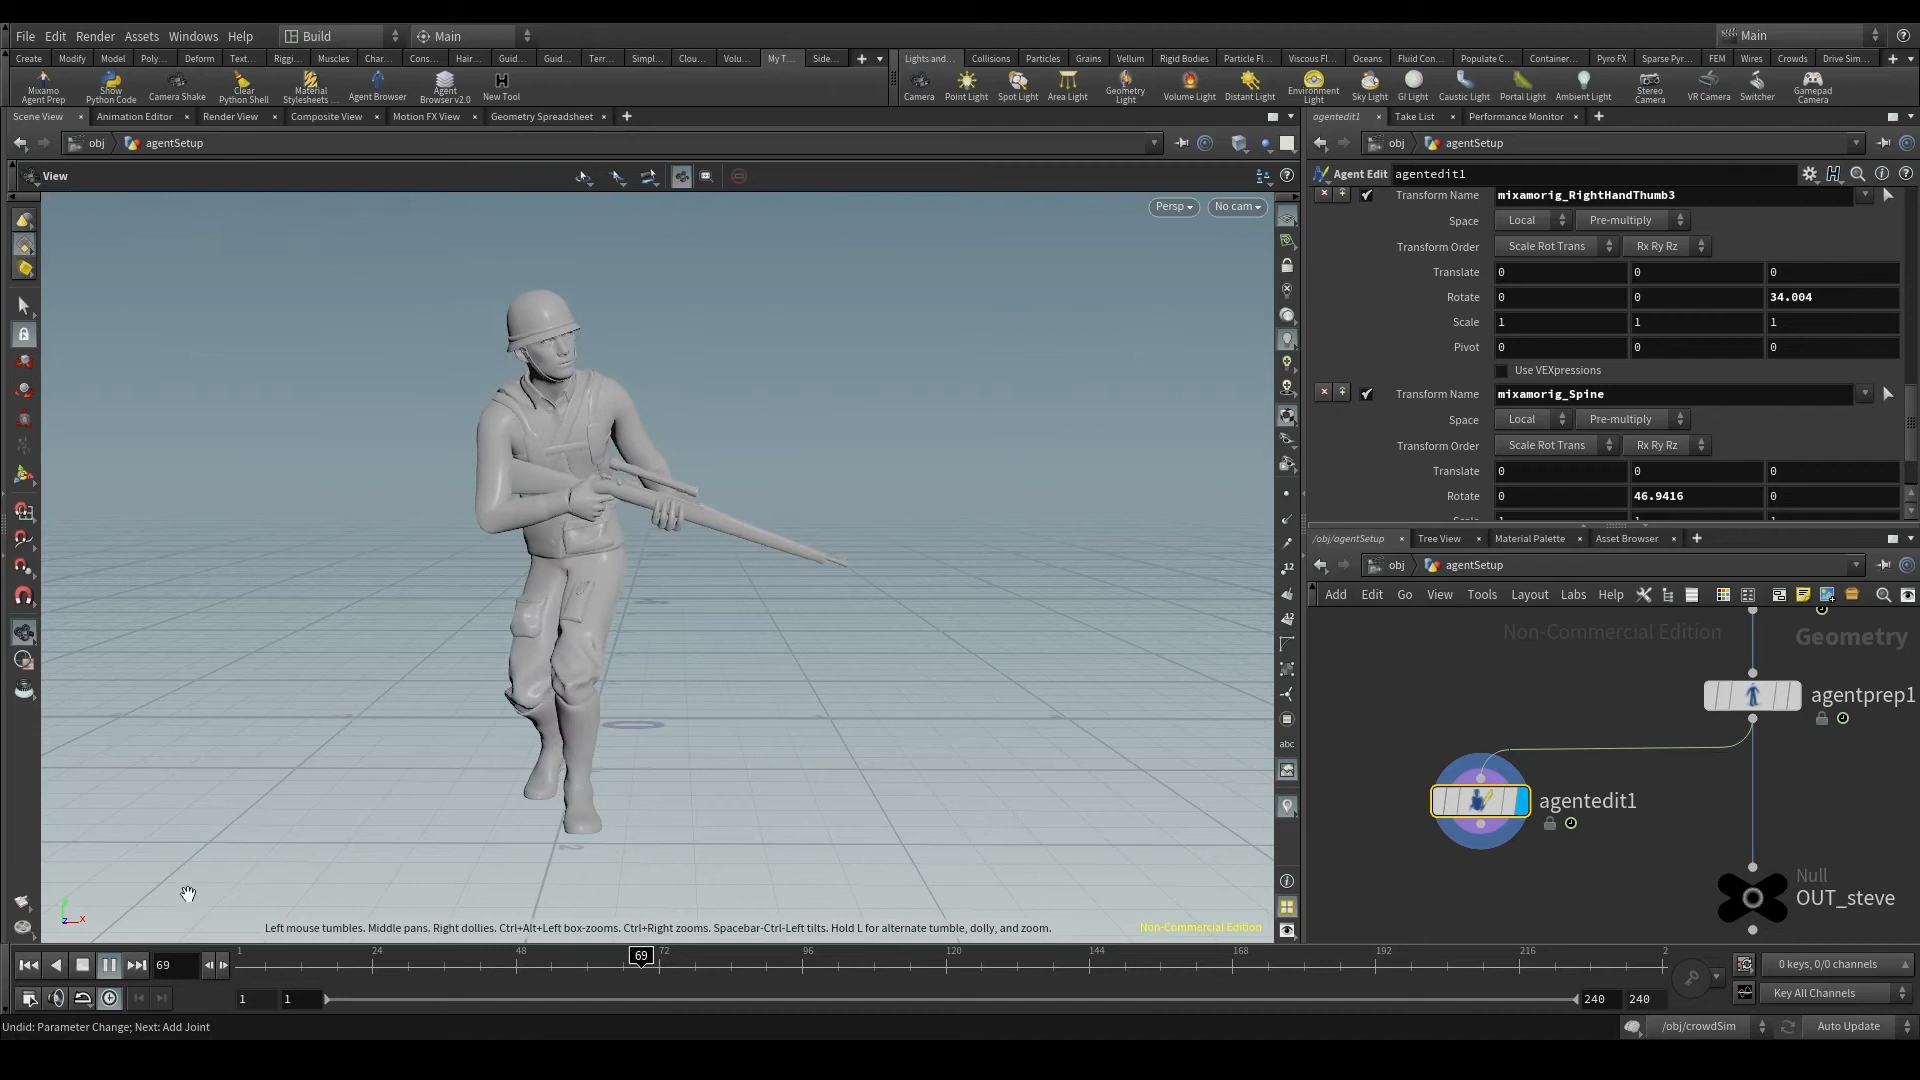 File Edit Render Assets Windows Help Build Main Main
Create Modify Model Poly... Deform Text... Riggi... Muscles Char... Cons... Hair... Guid... Guid... Terr... Simpl... Clou... Volu... My T... Side...
Lights and... Collisions Particles Grains Vellum Rigid Bodies Particle Fl... Viscous Fl... Oceans Fluid Con... Populate C... Container... Pyro FX Sparse Pyr... FEM Wires Crowds Drive Sim...
Mixamo Agent Prep
Show Python Code
Camera Shake
Clear Python Shell
Material Stylesheets ...
Agent Browser
Agent Browser v2.0
New Tool
Camera
Point Light
Spot Light
Area Light
Geometry Light
Volume Light
Distant Light
Environment Light
Sky Light
GI Light
Caustic Light
Portal Light
Ambient Light
Stereo Camera
VR Camera
Switcher
Gamepad Camera
Scene View Animation Editor Render View Composite View Motion FX View Geometry Spreadsheet
obj agentSetup
View
Persp No cam
abc
Left mouse tumbles. Middle pans. Right dollies. Ctrl+Alt+Left box-zooms. Ctrl+Right zooms. Spacebar-Ctrl-Left tilts. Hold L for alternate tumble, dolly, and zoom.
Non-Commercial Edition
agentedit1 Take List Performance Monitor
obj agentSetup
Agent Edit agentedit1
Transform Name mixamorig_RightHandThumb3
Space Local Pre-multiply
Transform Order Scale Rot Trans Rx Ry Rz
Translate 0 0 0
Rotate 0 0 34.004
Scale 1 1 1
Pivot 0 0 0
Use VEXpressions
Transform Name mixamorig_Spine
Space Local Pre-multiply
Transform Order Scale Rot Trans Rx Ry Rz
Translate 0 0 0
Rotate 0 46.9416 0
/obj/agentSetup Tree View Material Palette Asset Browser
obj agentSetup
Add Edit Go View Tools Layout Labs Help
Non-Commercial Edition Geometry
agentprep1
agentedit1
Null
OUT_steve
69 1 24 48 69 72 96 120 144 168 192 216 2
0 keys, 0/0 channels
1 1 240 240
Key All Channels
Undid: Parameter Change; Next: Add Joint
/obj/crowdSim Auto Update